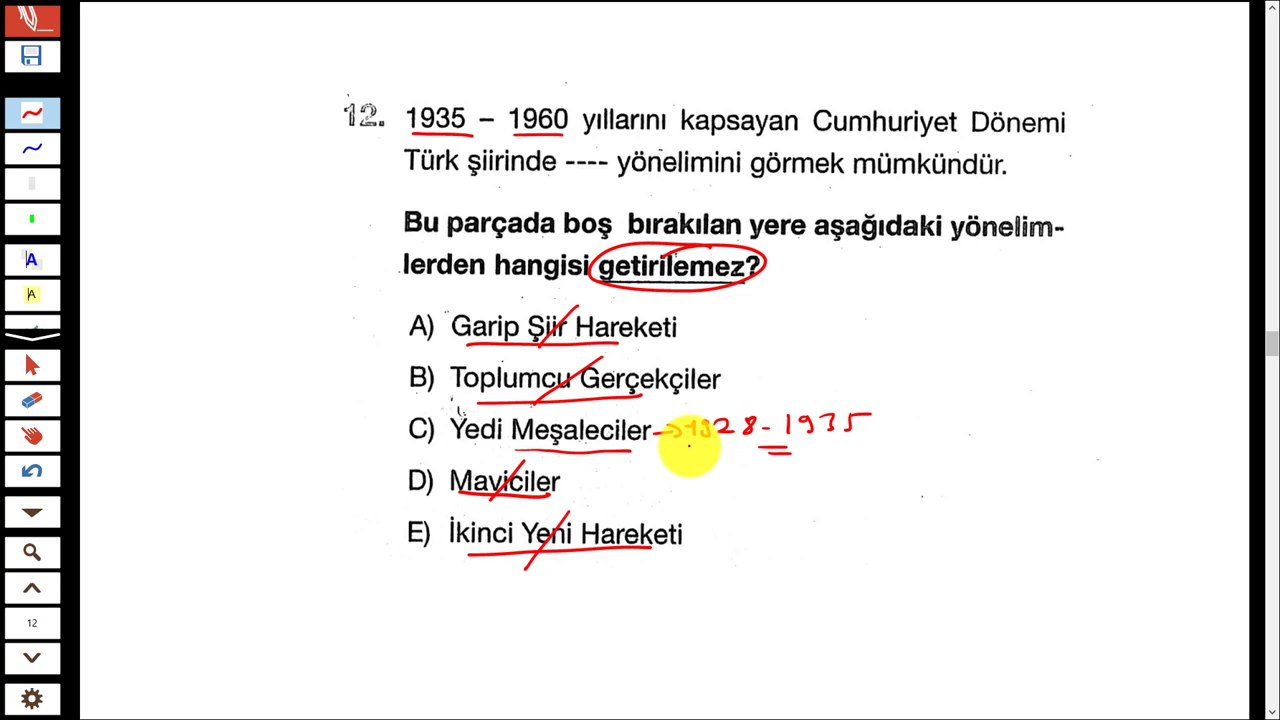 12. 1935 – 1960 yıllarını kapsayan Cumhuriyet Dönemi
Türk şiirinde ---- yönelimini görmek mümkündür.
Bu parçada boş bırakılan yere aşağıdaki yönelim-
lerden hangisi getirilemez?
A) Garip Şiir Hareketi
B) Toplumcu Gerçekçiler
C) Yedi Meşaleciler → 1928 - 1935
D) Maviciler
E) İkinci Yeni Hareketi
A
A
12